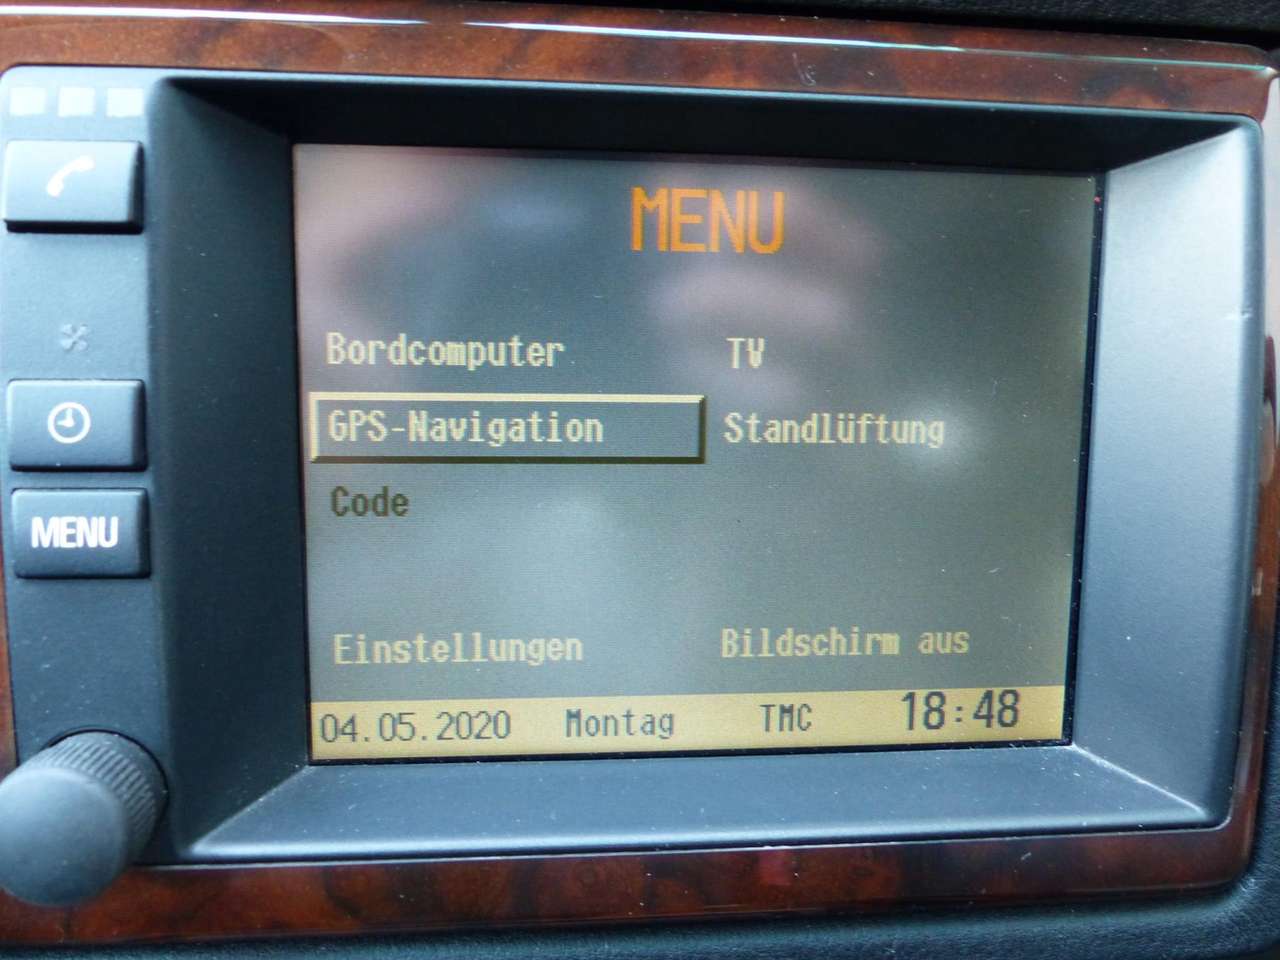 MENU
Bordcomputer TV
GPS-Navigation Standlüftung
Code
MENU
Einstellungen Bildschirm aus
04.05.2020 Montag TMC 18:48